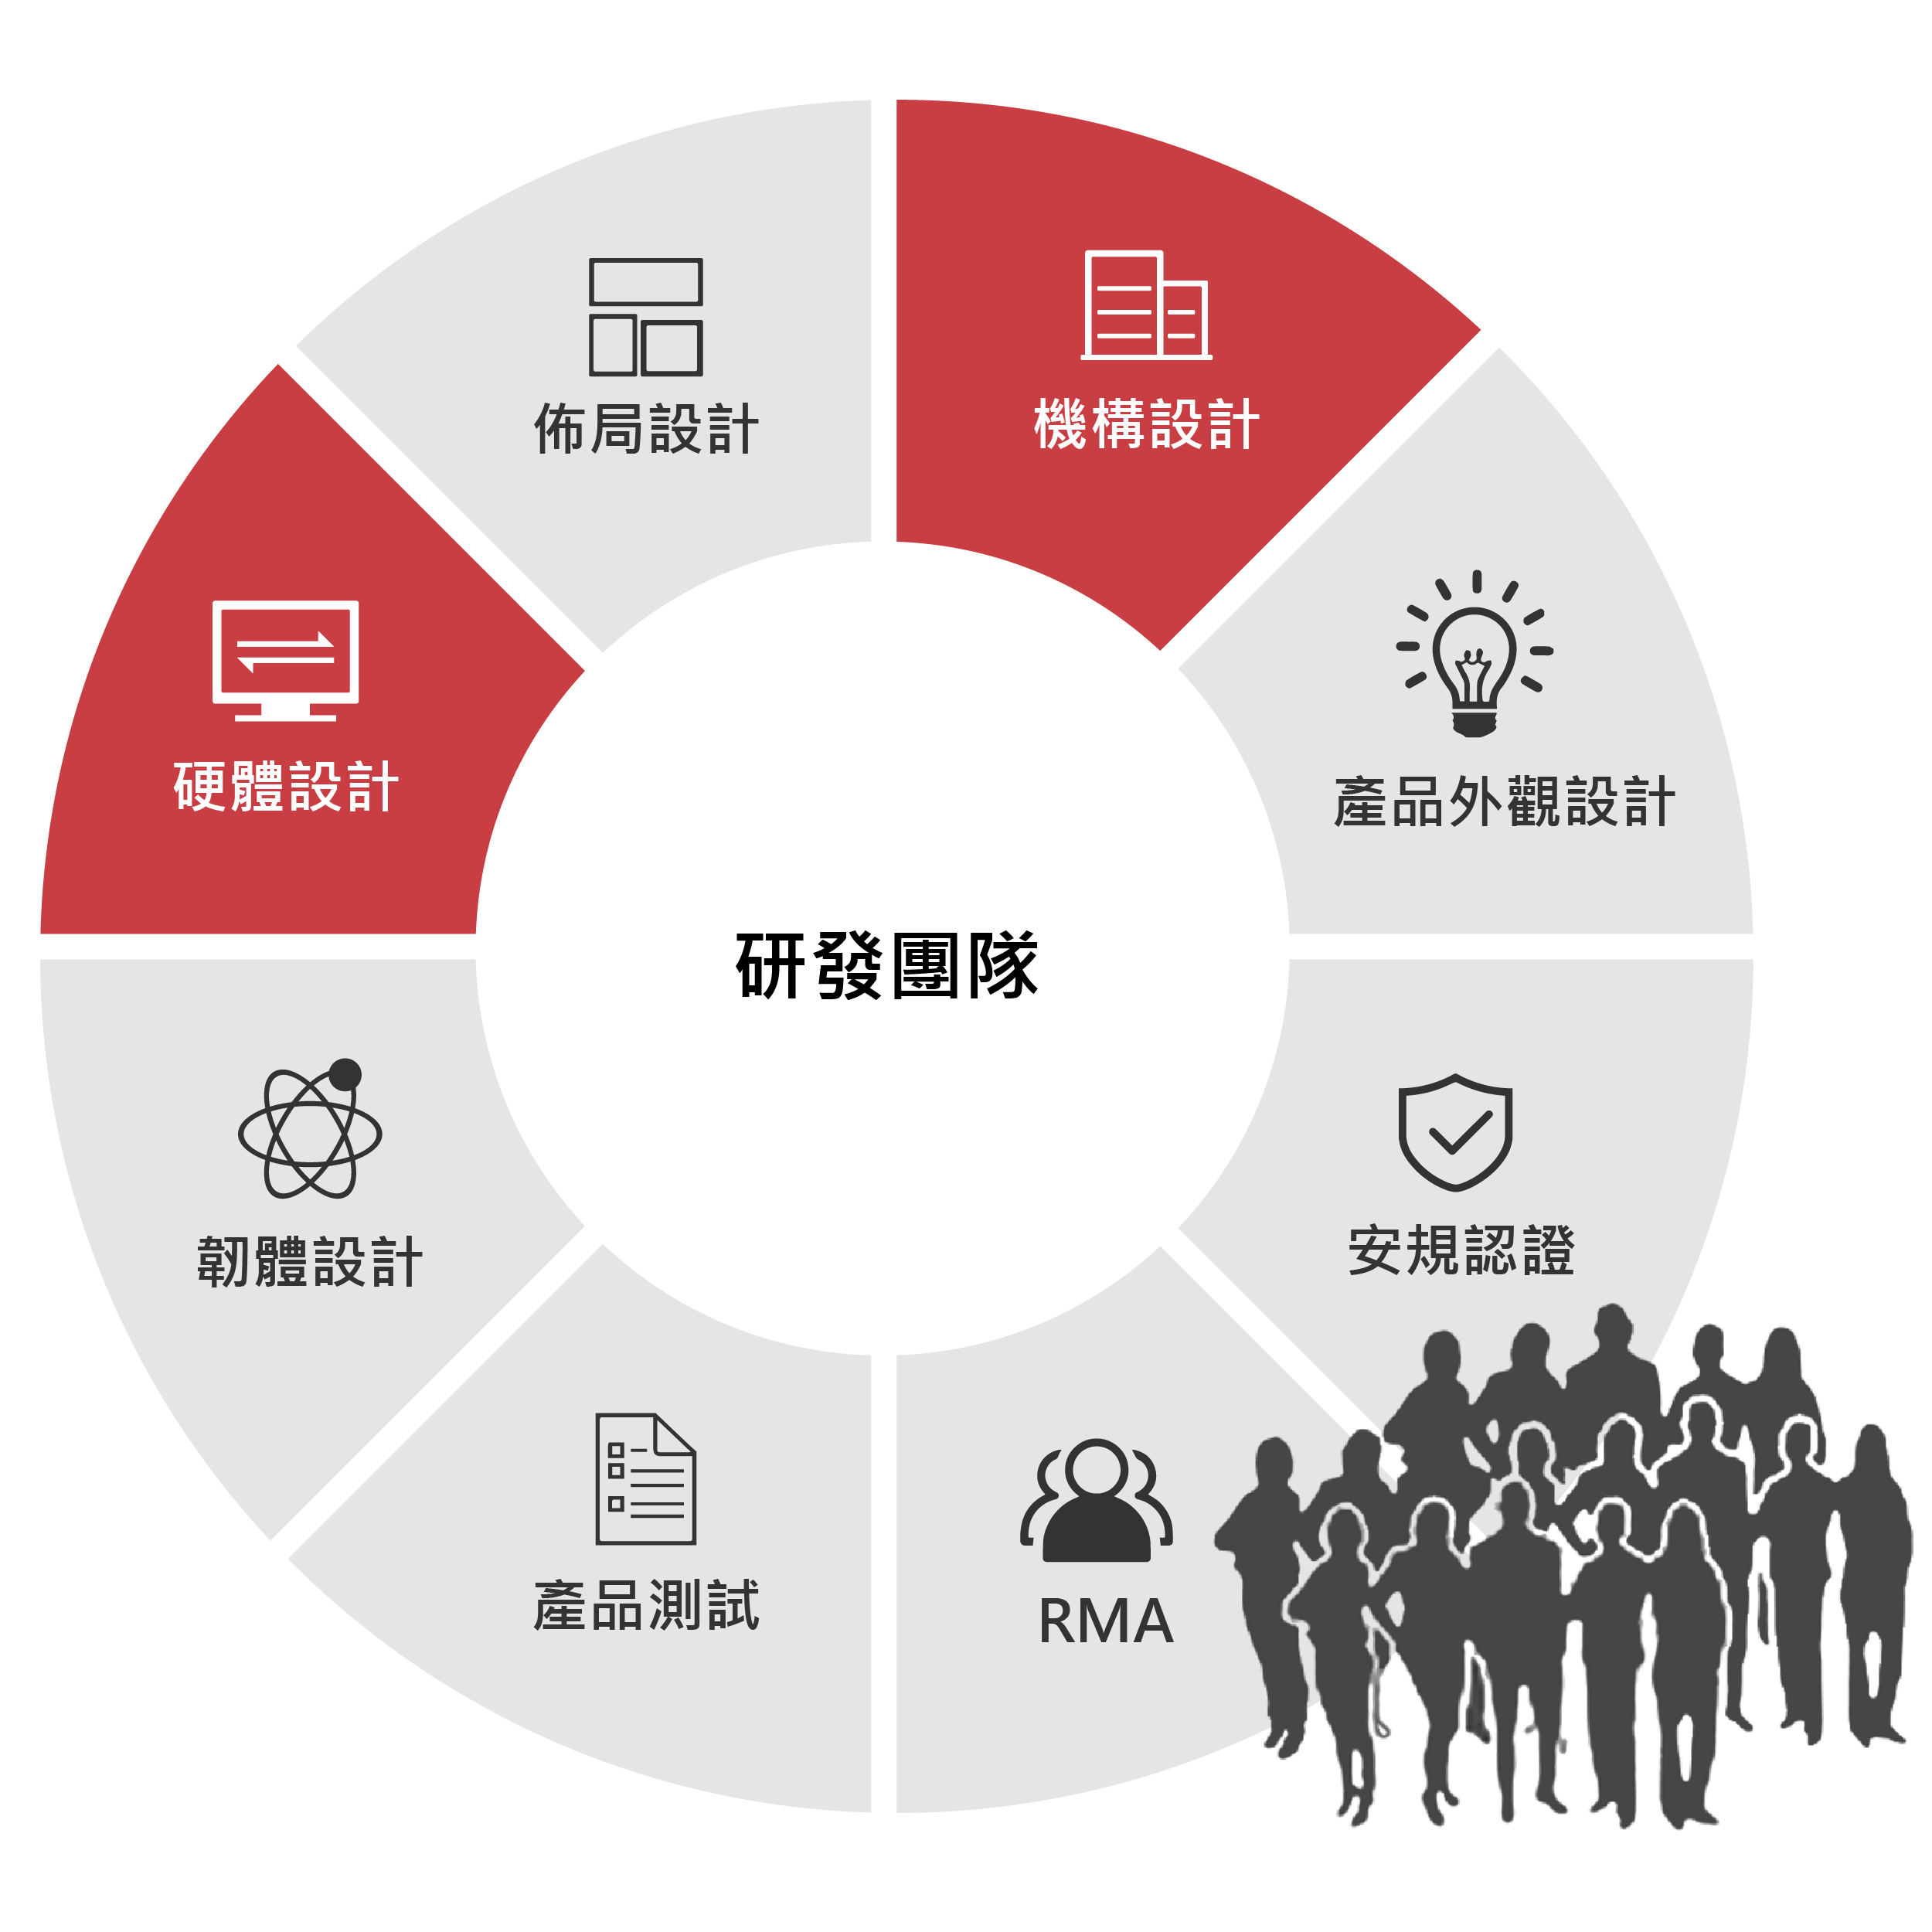 佈局設計
機構設計
硬體設計
產品外觀設計
研發團隊
韌體設計
安規認證
產品測試
RMA